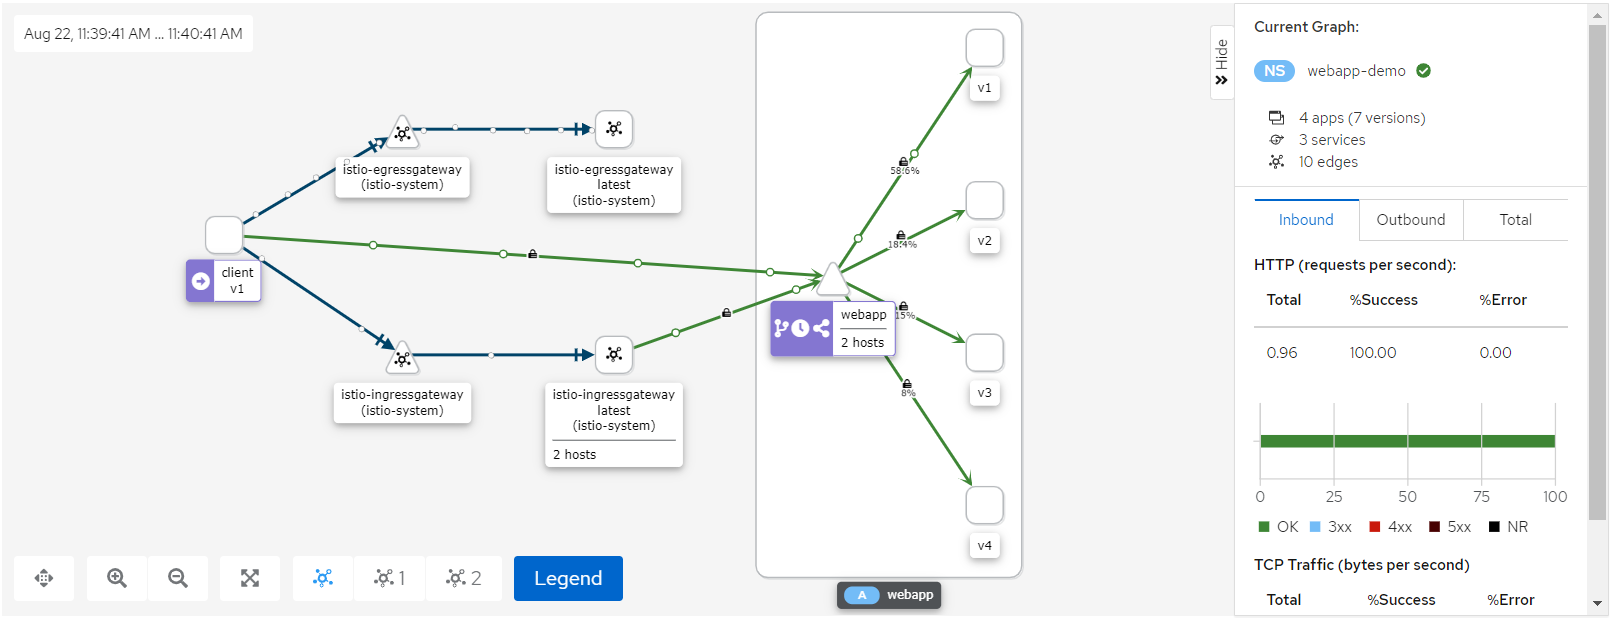 Aug 22, 11:39:41 AM ... 11:40:41 AM
istio-egressgateway
(istio-system)
istio-egressgateway
latest
(istio-system)
client
v1
istio-ingressgateway
(istio-system)
istio-ingressgateway
latest
(istio-system)
2 hosts
webapp
2 hosts
58.6%
18.4%
15%
8%
v1
v2
v3
v4
A webapp
1
2
Legend
Hide
Current Graph:
NS webapp-demo
4 apps (7 versions)
3 services
10 edges
Inbound Outbound Total
HTTP (requests per second):
Total %Success %Error
0.96 100.00 0.00
0 25 50 75 100
OK 3xx 4xx 5xx NR
TCP Traffic (bytes per second)
Total %Success %Error